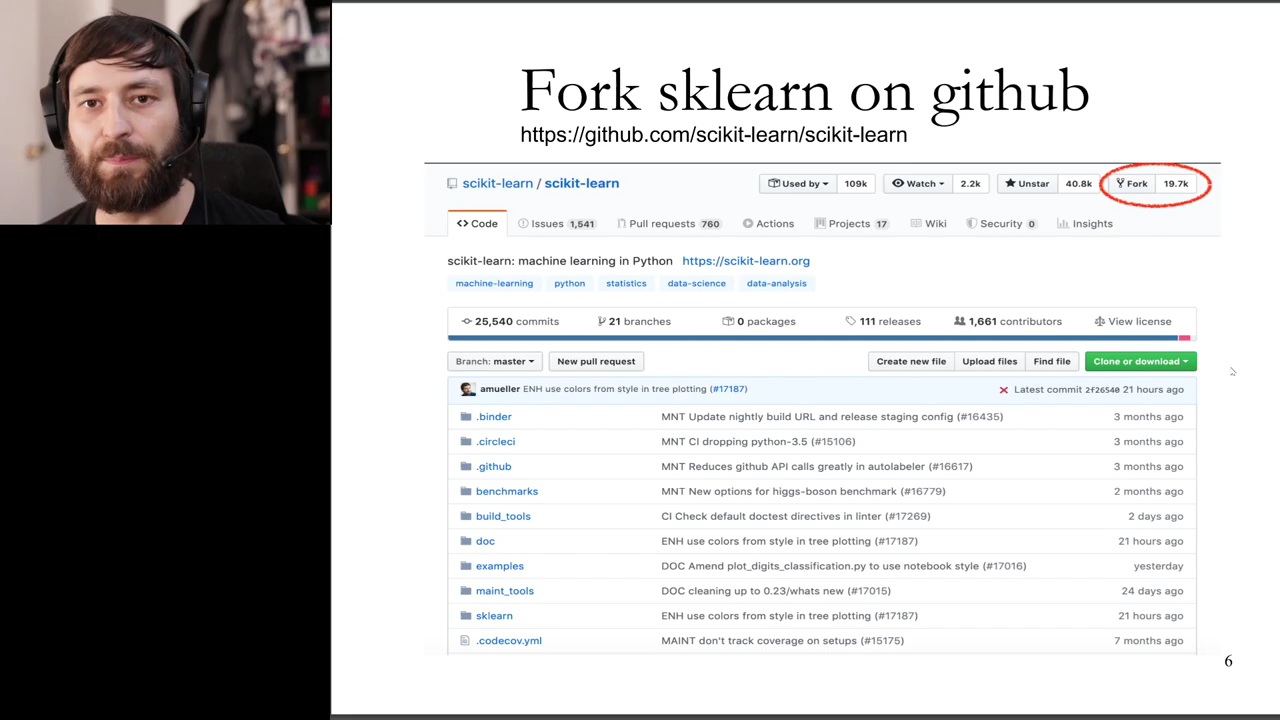 Fork sklearn on github
https://github.com/scikit-learn/scikit-learn
scikit-learn / scikit-learn Used by 109k Watch 2.2k Unstar 40.8k Fork 19.7k
Code Issues 1,541 Pull requests 760 Actions Projects 17 Wiki Security 0 Insights
scikit-learn: machine learning in Python https://scikit-learn.org
machine-learning python statistics data-science data-analysis
25,540 commits 21 branches 0 packages 111 releases 1,661 contributors View license
Branch: master New pull request Create new file Upload files Find file Clone or download
amueller ENH use colors from style in tree plotting (#17187) Latest commit 2f26540 21 hours ago
.binder MNT Update nightly build URL and release staging config (#16435) 3 months ago
.circleci MNT CI dropping python-3.5 (#15106) 3 months ago
.github MNT Reduces github API calls greatly in autolabeler (#16617) 3 months ago
benchmarks MNT New options for higgs-boson benchmark (#16779) 2 months ago
build_tools CI Check default doctest directives in linter (#17269) 2 days ago
doc ENH use colors from style in tree plotting (#17187) 21 hours ago
examples DOC Amend plot_digits_classification.py to use notebook style (#17016) yesterday
maint_tools DOC cleaning up to 0.23/whats new (#17015) 24 days ago
sklearn ENH use colors from style in tree plotting (#17187) 21 hours ago
.codecov.yml MAINT don't track coverage on setups (#15175) 7 months ago
6